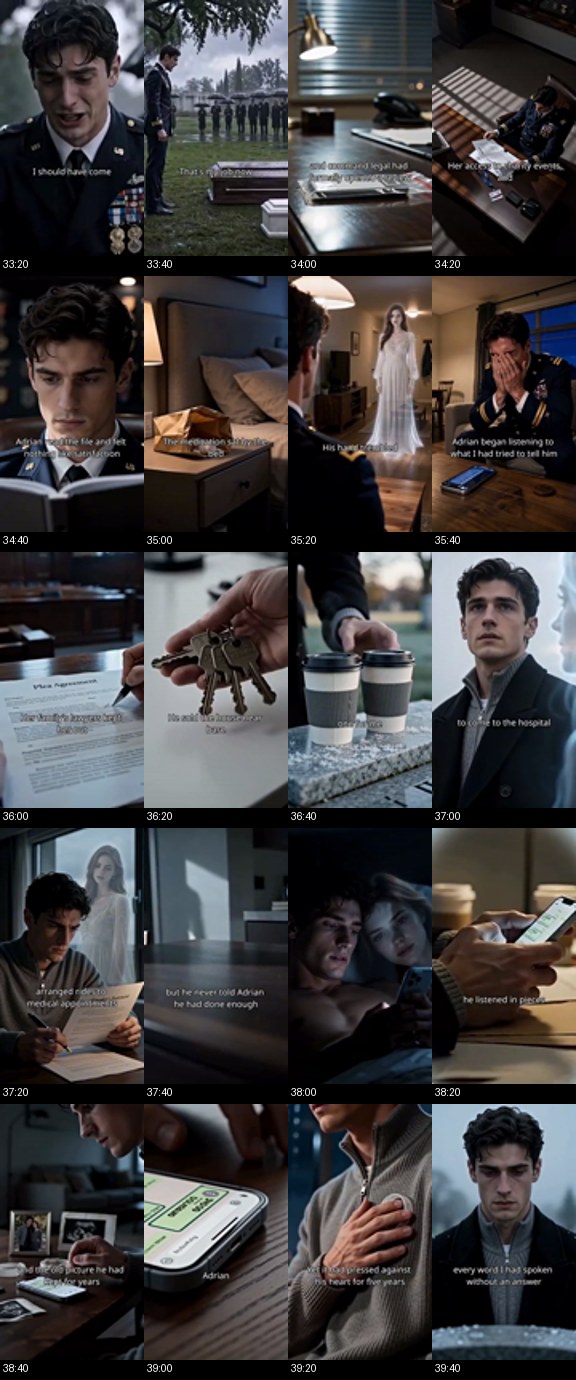 I should have come
That's my job now
33:20
33:40
34:00
34:20
and command legal had
Her access to charity events
Adrian read the file and felt
nothing like satisfaction
The medication sat by the
bed
His hand
Adrian began listening to
what I had tried to tell him
34:40
35:00
35:20
35:40
Plea Agreement
Her family's lawyers kept
He sold the house near
base
to come to the hospital
36:00
36:20
36:40
37:00
arranged rides to
medical appointments
but he never told Adrian
he had done enough
he listened in pieces
37:20
37:40
38:00
38:20
and the old picture he had
kept for years
Adrian
yet it had pressed against
his heart for five years
every word I had spoken
without an answer
38:40
39:00
39:20
39:40